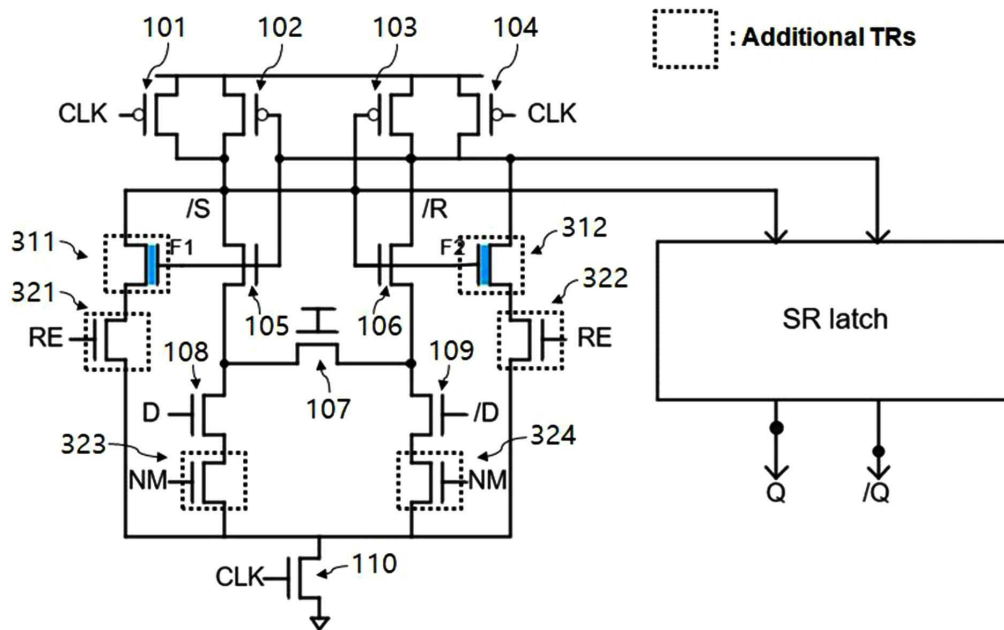 101 102 103 104
: Additional TRs
CLK CLK
/S /R
311 F1 F2 312
321 322
RE 105 106 RE
SR latch
108 109
107
D /D
323 324
NM NM
Q /Q
CLK 110